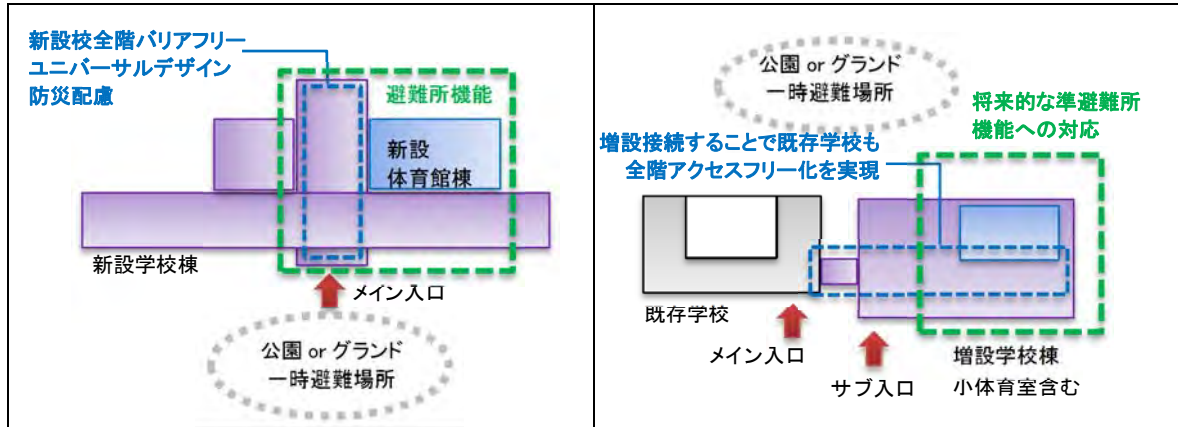 新設校全階バリアフリー
ユニバーサルデザイン
防災配慮
避難所機能
新設
体育館棟
新設学校棟
メイン入口
公園 or グランド
一時避難場所
公園 or グランド
一時避難場所
将来的な準避難所
機能への対応
増設接続することで既存学校も
全階アクセスフリー化を実現
既存学校
メイン入口
サブ入口
増設学校棟
小体育室含む